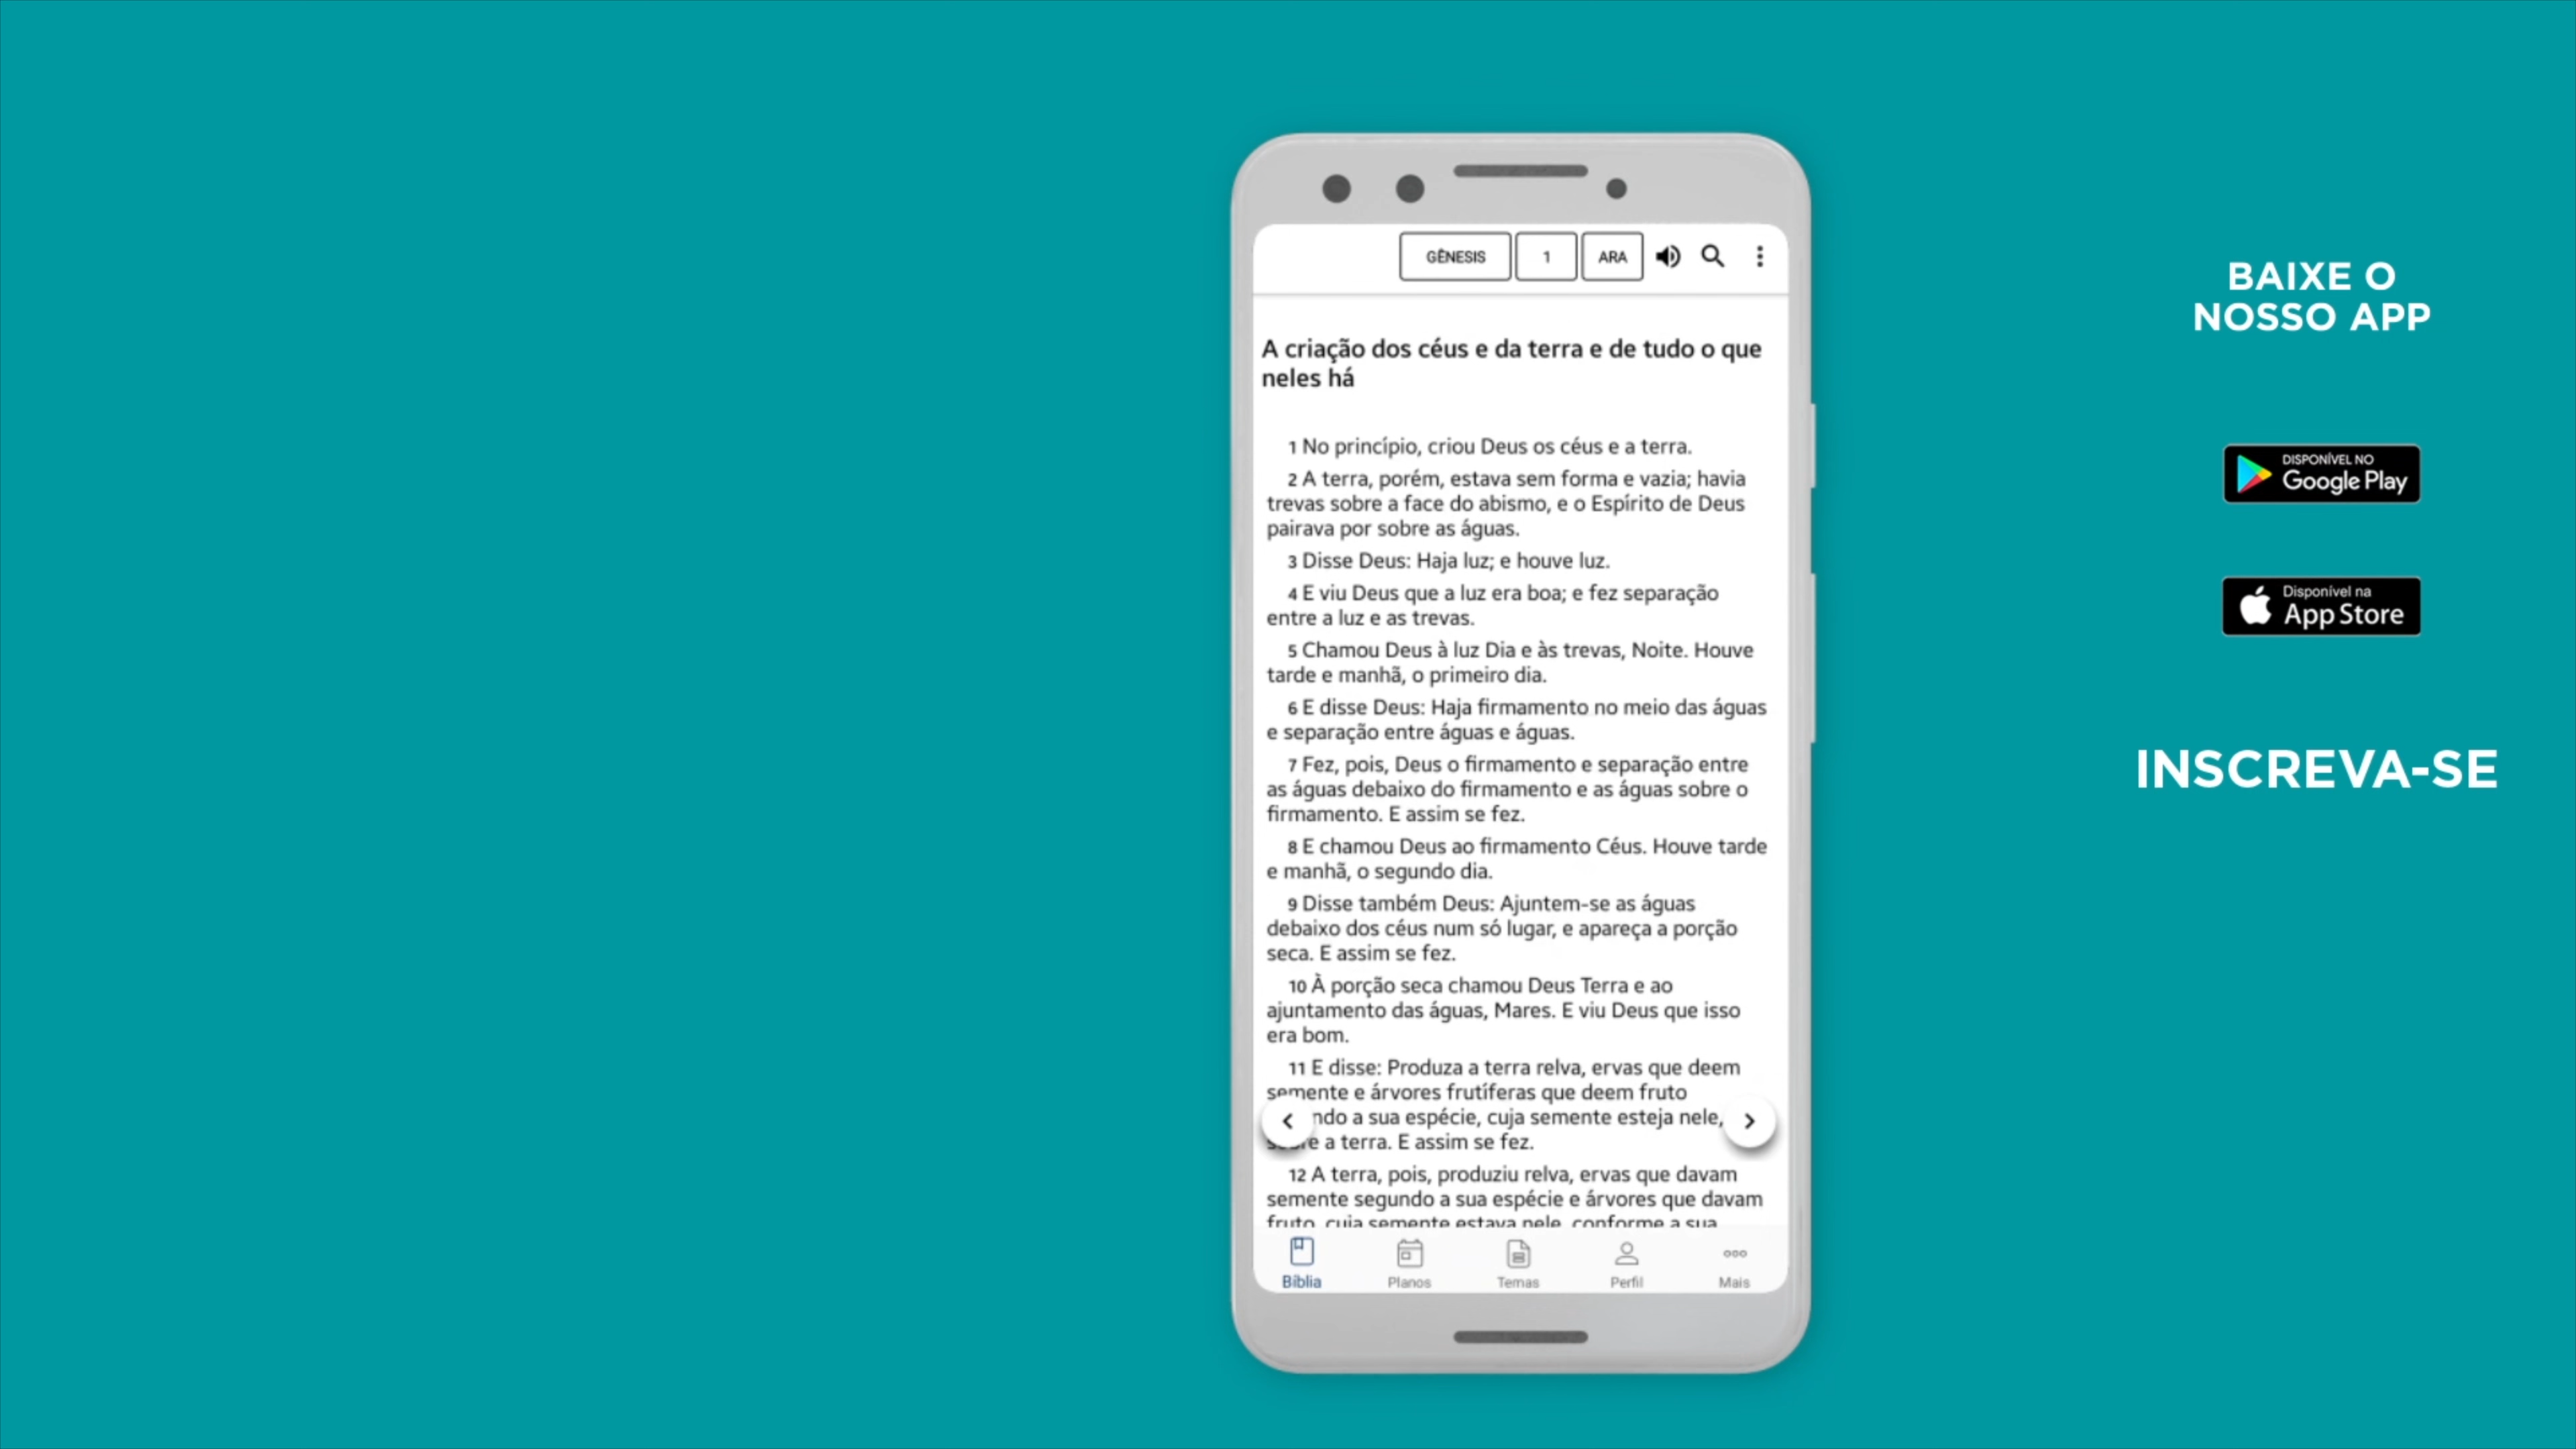 GÊNESIS 1 ARA
A criação dos céus e da terra e de tudo o que
neles há
1 No princípio, criou Deus os céus e a terra.
2 A terra, porém, estava sem forma e vazia; havia
trevas sobre a face do abismo, e o Espírito de Deus
pairava por sobre as águas.
3 Disse Deus: Haja luz; e houve luz.
4 E viu Deus que a luz era boa; e fez separação
entre a luz e as trevas.
5 Chamou Deus à luz Dia e às trevas, Noite. Houve
tarde e manhã, o primeiro dia.
6 E disse Deus: Haja firmamento no meio das águas
e separação entre águas e águas.
7 Fez, pois, Deus o firmamento e separação entre
as águas debaixo do firmamento e as águas sobre o
firmamento. E assim se fez.
8 E chamou Deus ao firmamento Céus. Houve tarde
e manhã, o segundo dia.
9 Disse também Deus: Ajuntem-se as águas
debaixo dos céus num só lugar, e apareça a porção
seca. E assim se fez.
10 À porção seca chamou Deus Terra e ao
ajuntamento das águas, Mares. E viu Deus que isso
era bom.
11 E disse: Produza a terra relva, ervas que deem
semente e árvores frutíferas que deem fruto
a sua espécie, cuja semente esteja nele,
a terra. E assim se fez.
12 A terra, pois, produziu relva, ervas que davam
semente segundo a sua espécie e árvores que davam
fruto, cuja semente estava nele, conforme a sua
Bíblia Planos Temas Perfil Mais
BAIXE O
NOSSO APP
DISPONÍVEL NO
Google Play
Disponível na
App Store
INSCREVA-SE